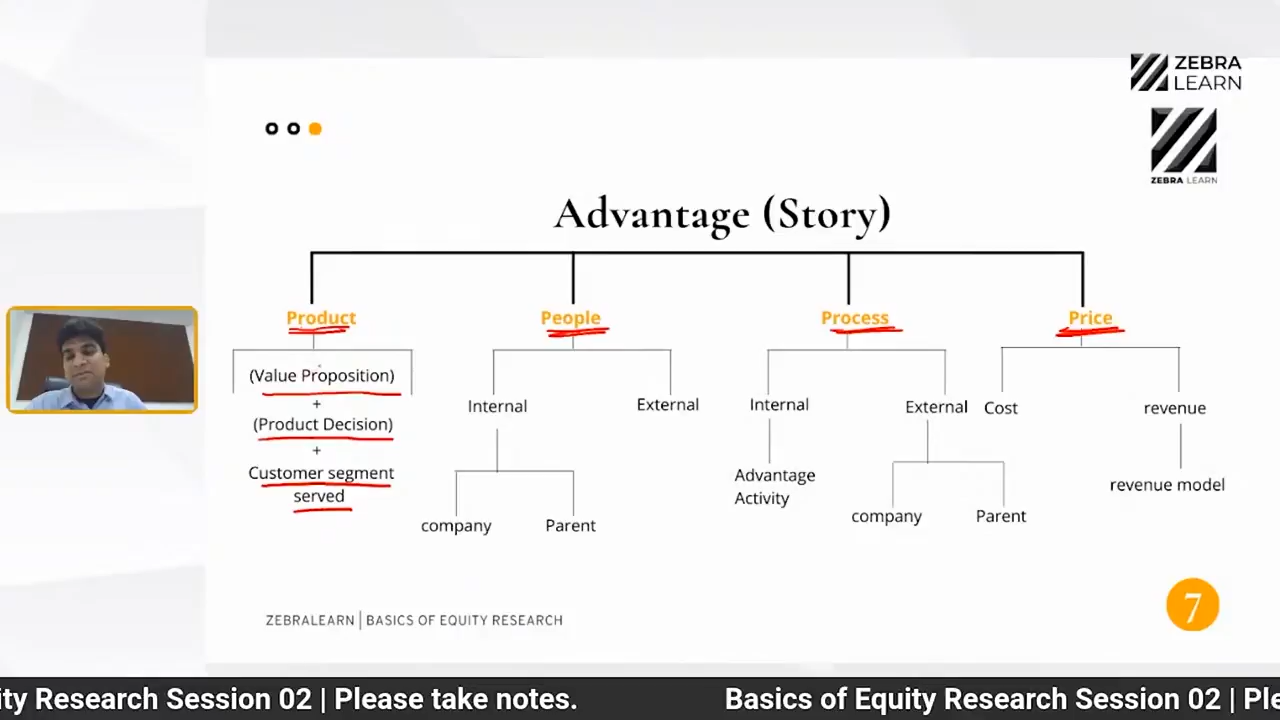 ZEBRA
LEARN
ZEBRA LEARN
Advantage (Story)
Product
People
Process
Price
(Value Proposition)
+
(Product Decision)
+
Customer segment
served
Internal
External
company
Parent
Internal
External
Advantage
Activity
company
Parent
Cost
revenue
revenue model
ZEBRALEARN | BASICS OF EQUITY RESEARCH
7
ity Research Session 02 | Please take notes.
Basics of Equity Research Session 02 | Ple